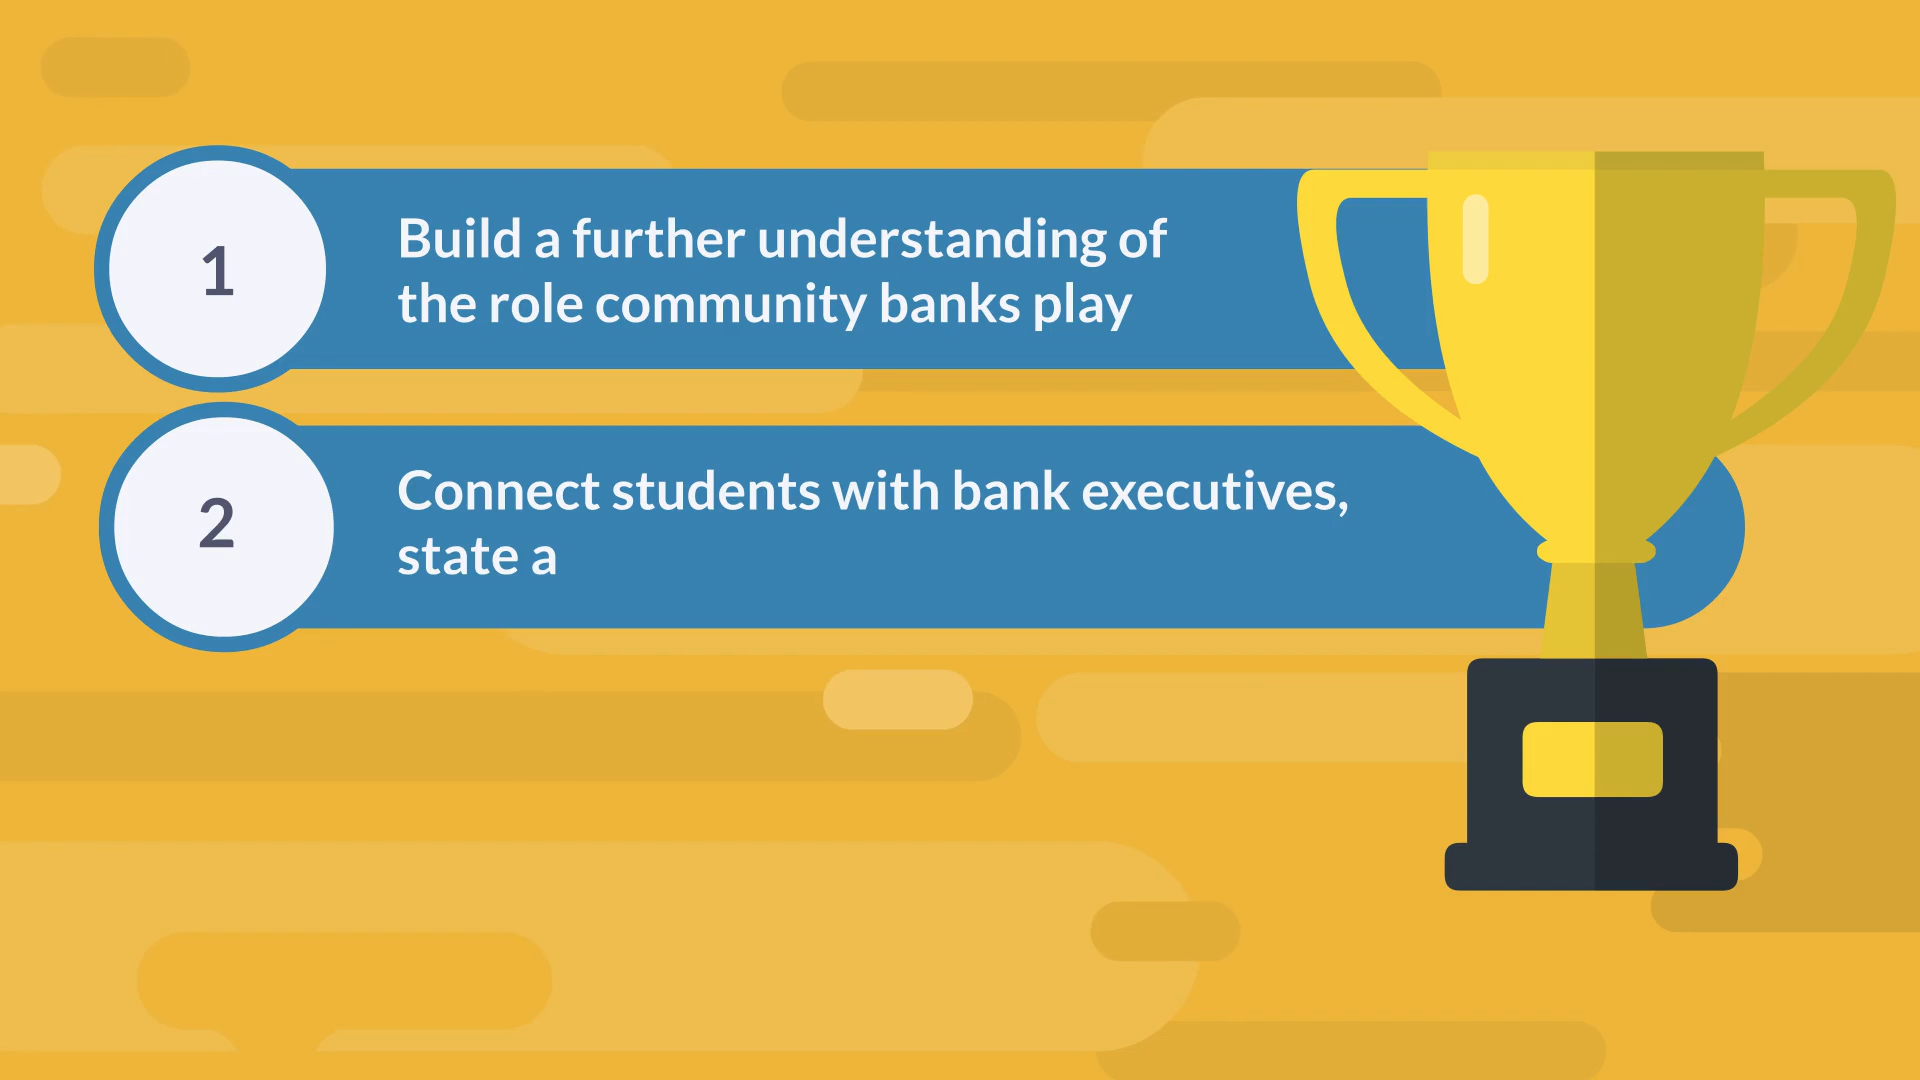 1
Build a further understanding of
the role community banks play
2
Connect students with bank executives,
state a